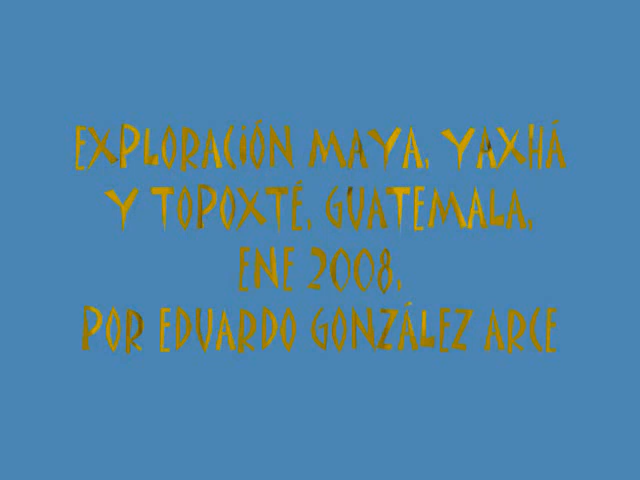 EXPLORACIÓN MAYA, YAXHÁ
Y TOPOXTÉ, GUATEMALA,
ENE 2008,
POR EDUARDO GONZÁLEZ ARCE